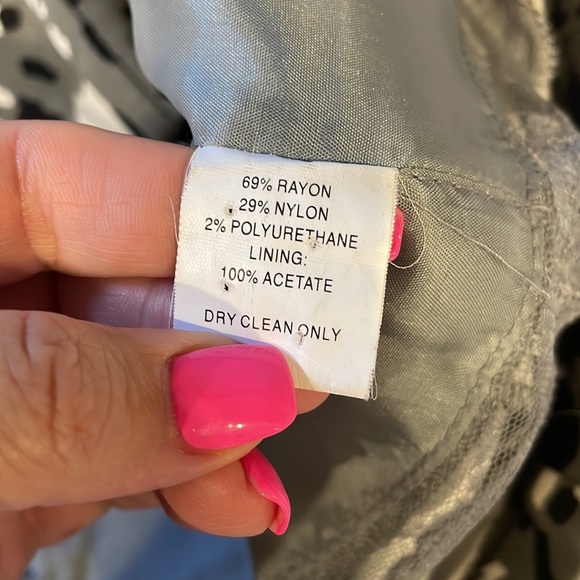 69% RAYON
29% NYLON
2% POLYURETHANE
LINING:
100% ACETATE
DRY CLEAN ONLY